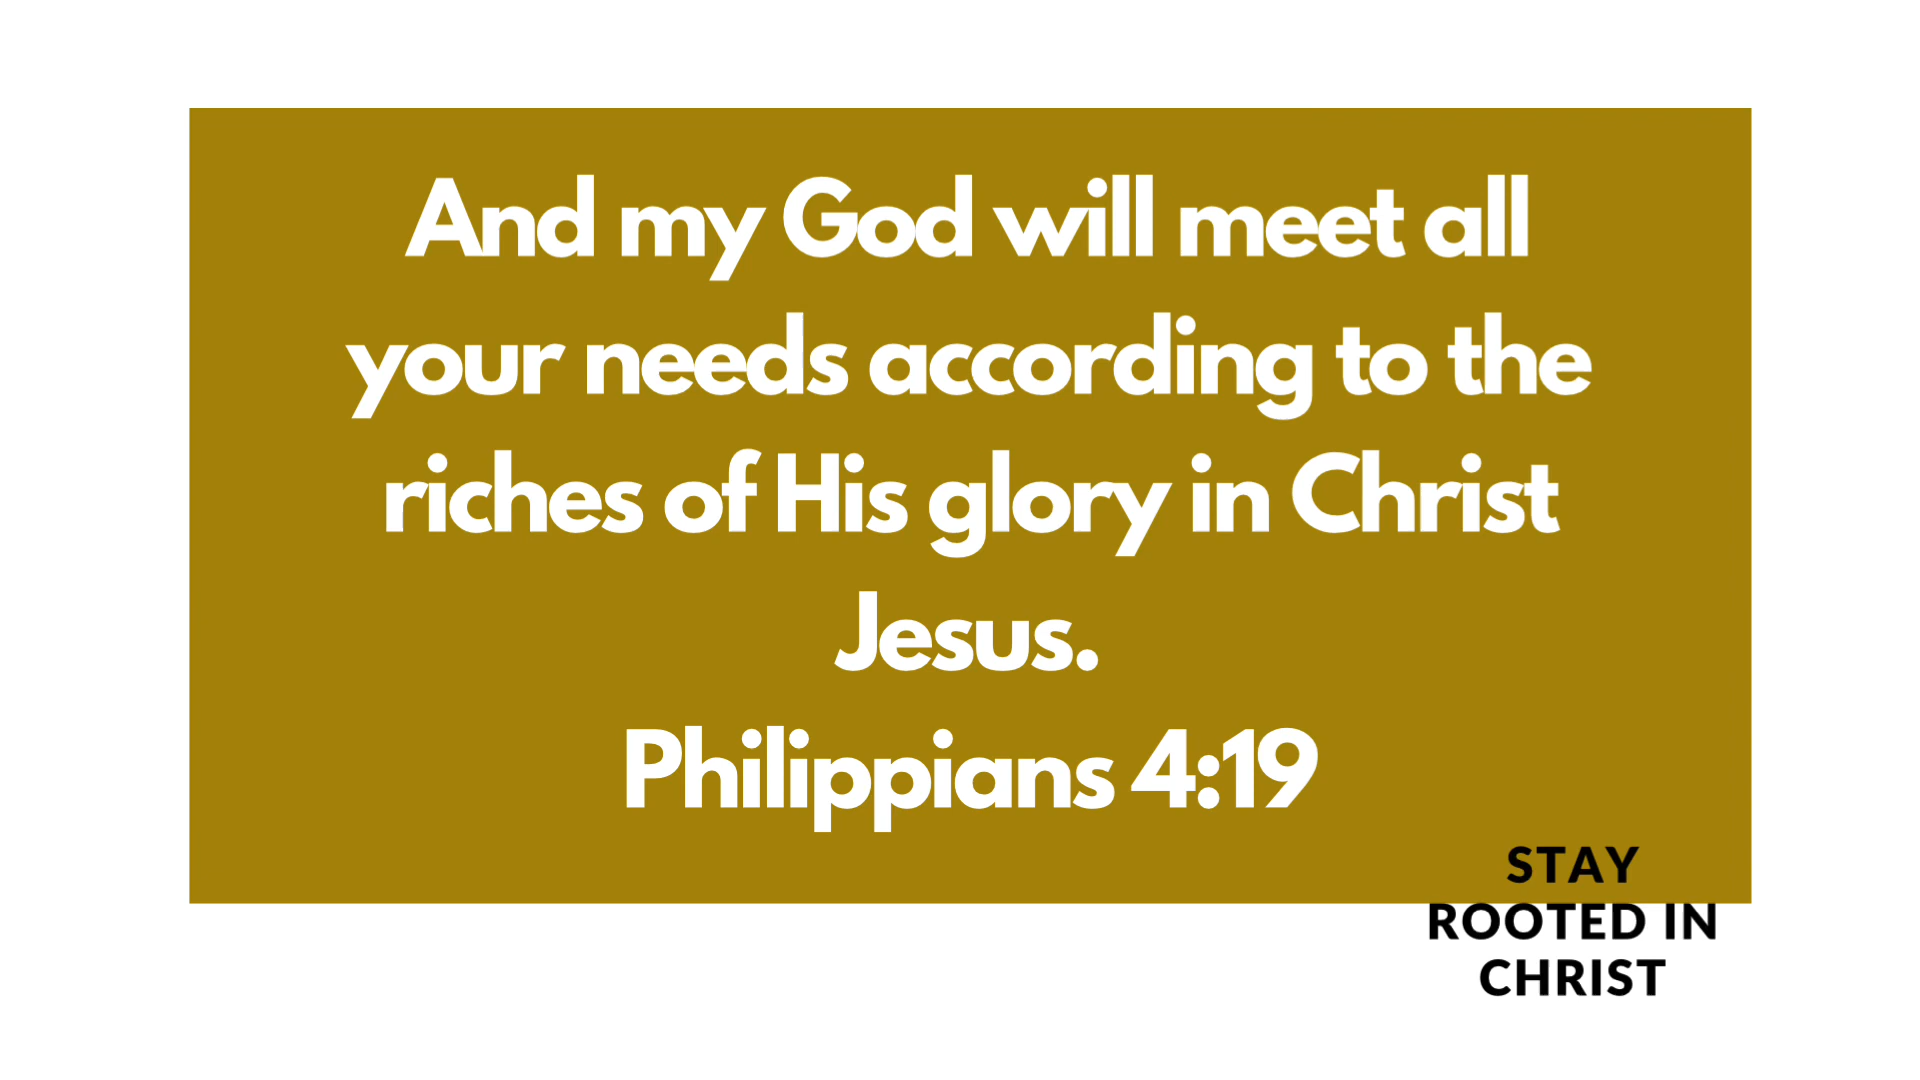 And my God will meet all
your needs according to the
riches of His glory in Christ
Jesus.
Philippians 4:19
STAY
ROOTED IN
CHRIST